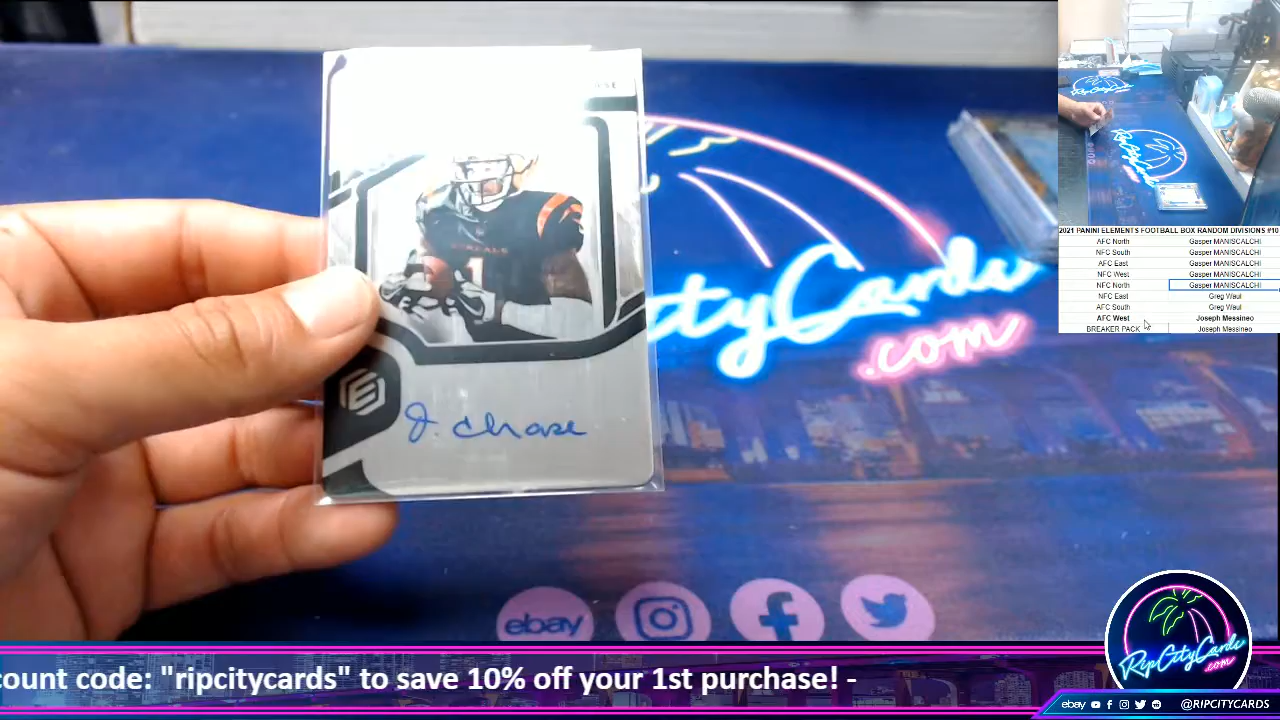 BENGALS
1
E
J. Chase
Cards
.com
ebay
2021 PANINI ELEMENTS FOOTBALL BOX RANDOM DIVISIONS #10
AFC North Gasper MANISCALCHI
NFC South Gasper MANISCALCHI
AFC East Gasper MANISCALCHI
NFC West Gasper MANISCALCHI
NFC North Gasper MANISCALCHI
NFC East Greg Waul
AFC South Greg Waul
AFC West Joseph Messineo
BREAKER PACK Joseph Messineo
RipCityCards
.com
count code: "ripcitycards" to save 10% off your 1st purchase! -
ebay @RIPCITYCARDS